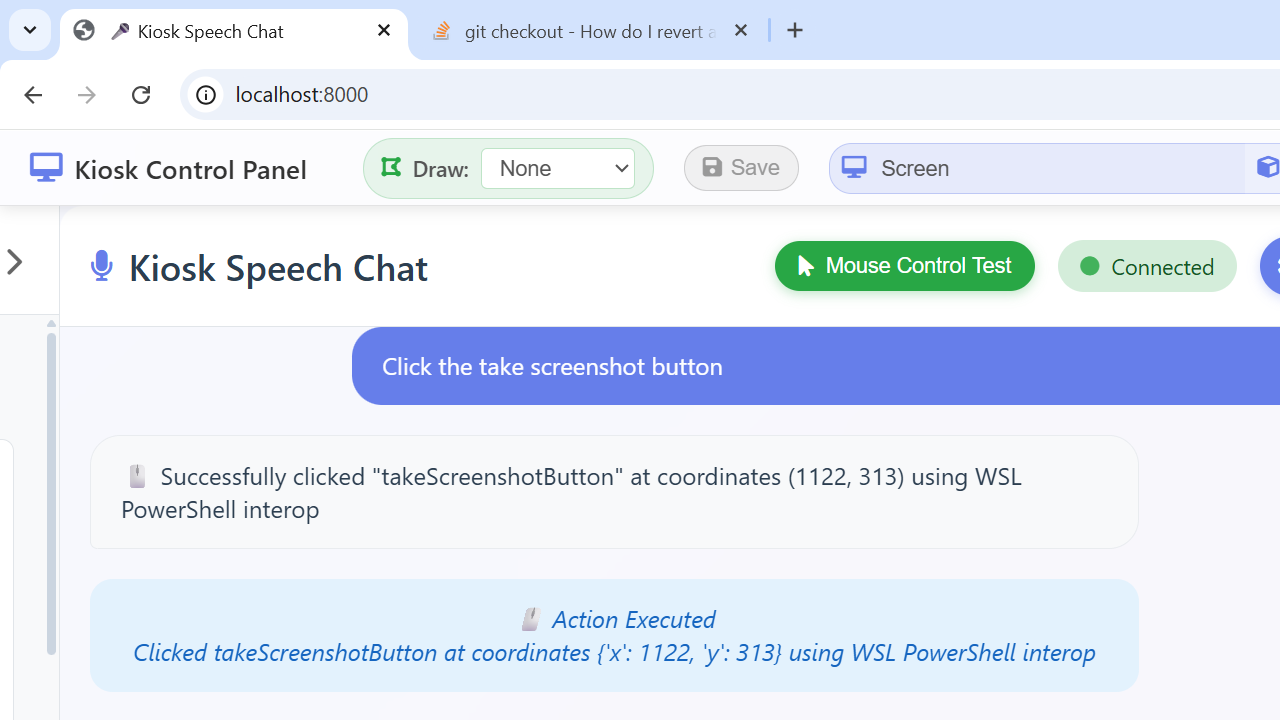 Kiosk Speech Chat
git checkout - How do I revert a
localhost:8000
Kiosk Control Panel
Draw:
None
Save
Screen
Kiosk Speech Chat
Mouse Control Test
Connected
Click the take screenshot button
Successfully clicked "takeScreenshotButton" at coordinates (1122, 313) using WSL
PowerShell interop
Action Executed
Clicked takeScreenshotButton at coordinates {'x': 1122, 'y': 313} using WSL PowerShell interop